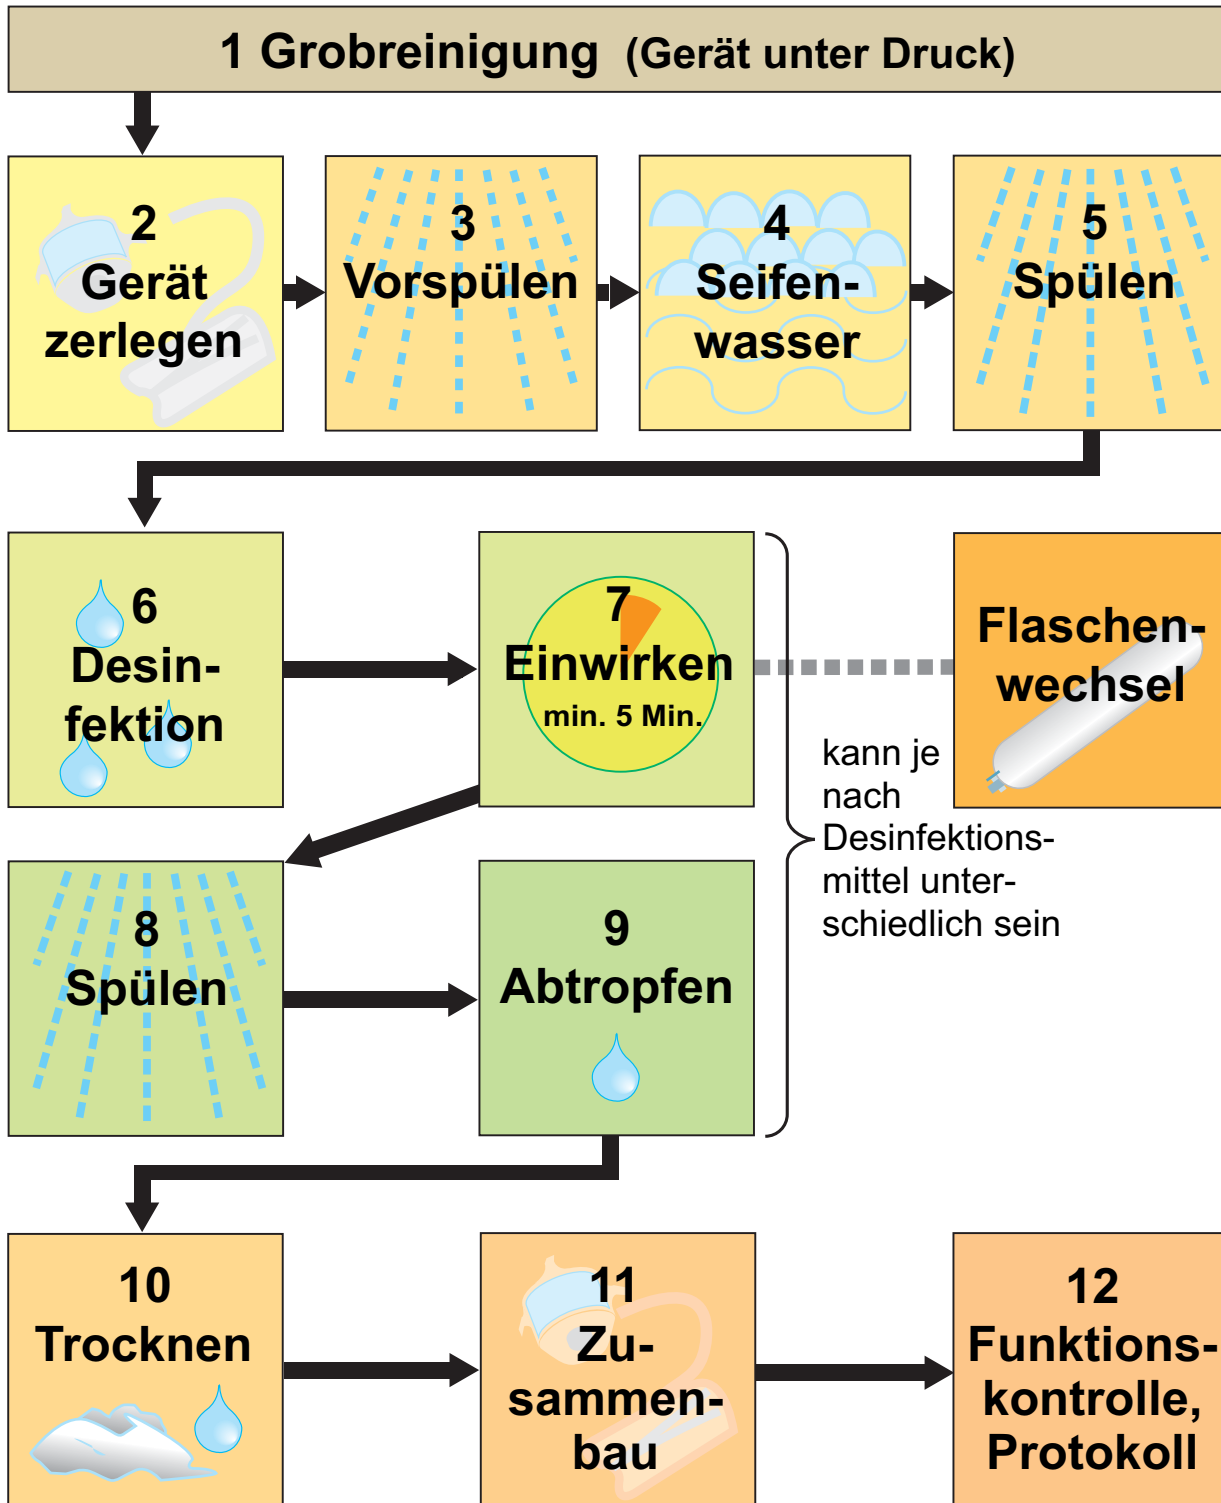 1 Grobreinigung (Gerät unter Druck)
2
Gerät
zerlegen
3
Vorspülen
4
Seifen-
wasser
5
Spülen
6
Desin-
fektion
7
Einwirken
min. 5 Min.
Flaschen-
wechsel
kann je
nach
Desinfektions-
mittel unter-
schiedlich sein
8
Spülen
9
Abtropfen
10
Trocknen
11
Zu-
sammen-
bau
12
Funktions-
kontrolle,
Protokoll